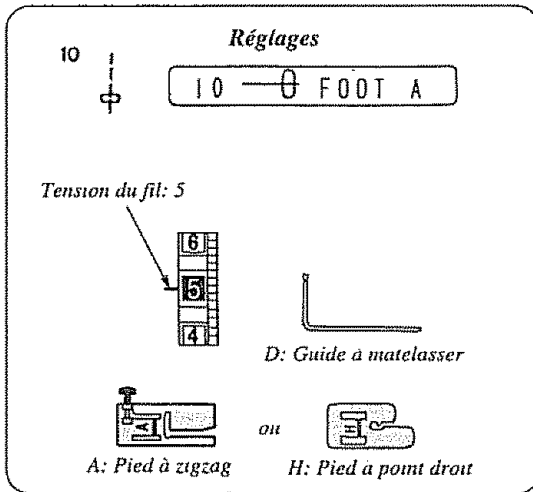 Réglages
10
10 FOOT A
Tension du fil: 5
6
5
4
D: Guide à matelasser
A
ou
H
A: Pied à zigzag
H: Pied à point droit